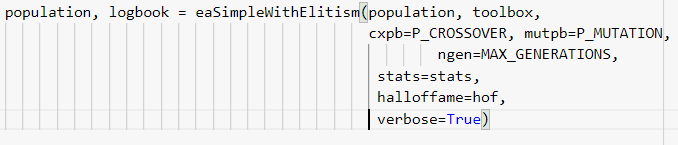 population, logbook = eaSimpleWithElitism(population, toolbox,
cxpb=P_CROSSOVER, mutpb=P_MUTATION,
ngen=MAX_GENERATIONS,
stats=stats,
halloffame=hof,
verbose=True)